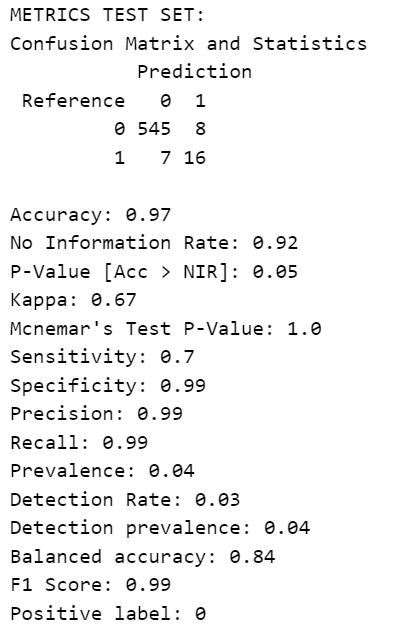 METRICS TEST SET:
Confusion Matrix and Statistics
Prediction
Reference 0 1
0 545 8
1 7 16
Accuracy: 0.97
No Information Rate: 0.92
P-Value [Acc > NIR]: 0.05
Kappa: 0.67
Mcnemar's Test P-Value: 1.0
Sensitivity: 0.7
Specificity: 0.99
Precision: 0.99
Recall: 0.99
Prevalence: 0.04
Detection Rate: 0.03
Detection prevalence: 0.04
Balanced accuracy: 0.84
F1 Score: 0.99
Positive label: 0